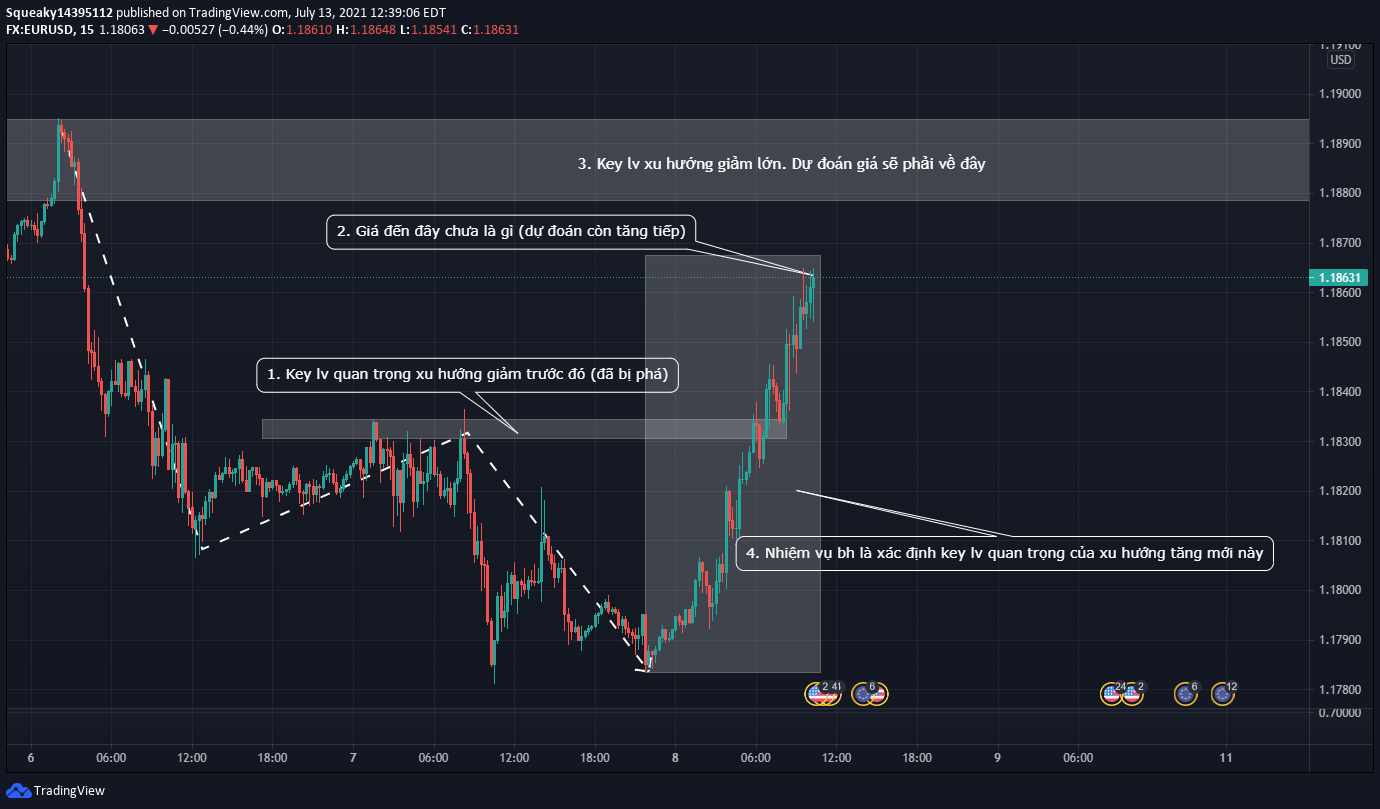 Squeaky14395112 published on TradingView.com, July 13, 2021 12:39:06 EDT
FX:EURUSD, 15 1.18063 ▼ −0.00527 (−0.44%) O:1.18610 H:1.18648 L:1.18541 C:1.18631
1.19100
USD
1.19000
1.18900
3. Key lv xu hướng giảm lớn. Dự đoán giá sẽ phải về đây
1.18800
2. Giá đến đây chưa là gì (dự đoán còn tăng tiếp)
1.18700
1.18631
1.18600
1.18500
1. Key lv quan trọng xu hướng giảm trước đó (đã bị phá)
1.18400
1.18300
1.18200
1.18100
4. Nhiệm vụ bh là xác định key lv quan trọng của xu hướng tăng mới này
1.18000
1.17900
1.17800
2 41 6 24 2 6 12
0.70000
6 06:00 12:00 18:00 7 06:00 12:00 18:00 8 06:00 12:00 18:00 9 06:00 11
TradingView